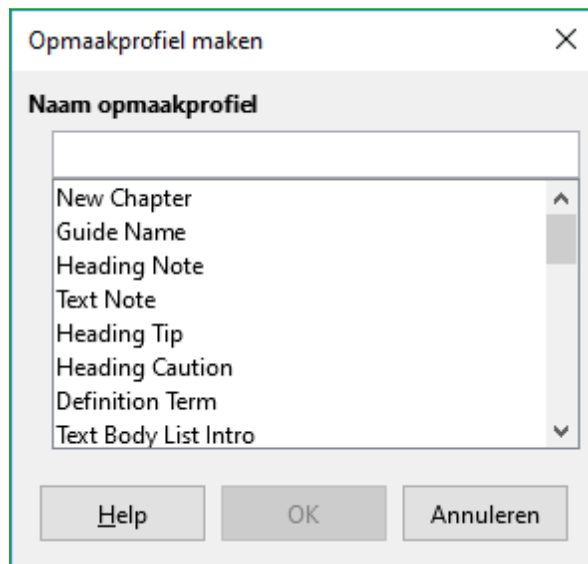 Opmaakprofiel maken
Naam opmaakprofiel
New Chapter
Guide Name
Heading Note
Text Note
Heading Tip
Heading Caution
Definition Term
Text Body List Intro
Help
OK
Annuleren